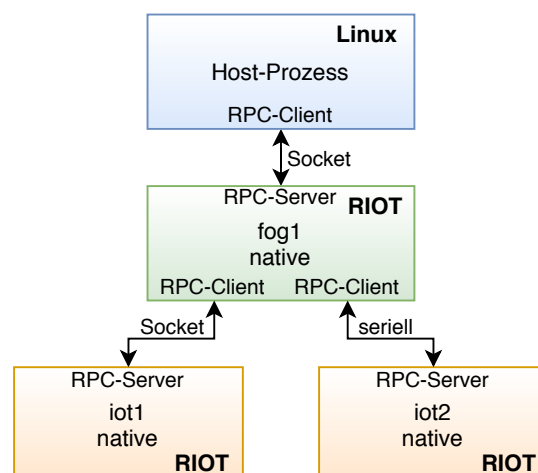 Linux
Host-Prozess
RPC-Client
Socket
RPC-Server
RIOT
fog1
native
RPC-Client RPC-Client
Socket
seriell
RPC-Server
iot1
native
RIOT
RPC-Server
iot2
native
RIOT